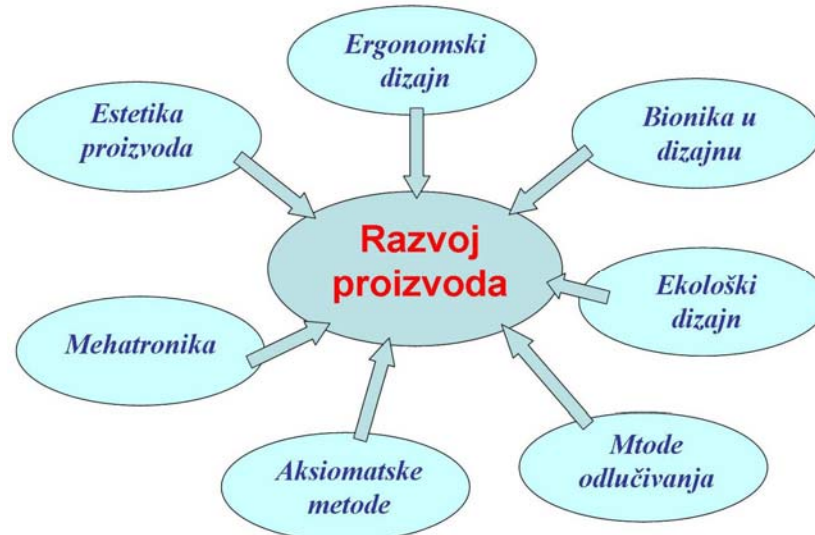 Ergonomski
dizajn
Estetika
proizvoda
Bionika u
dizajnu
Razvoj
proizvoda
Ekološki
dizajn
Mehatronika
Mtode
odlučivanja
Aksiomatske
metode